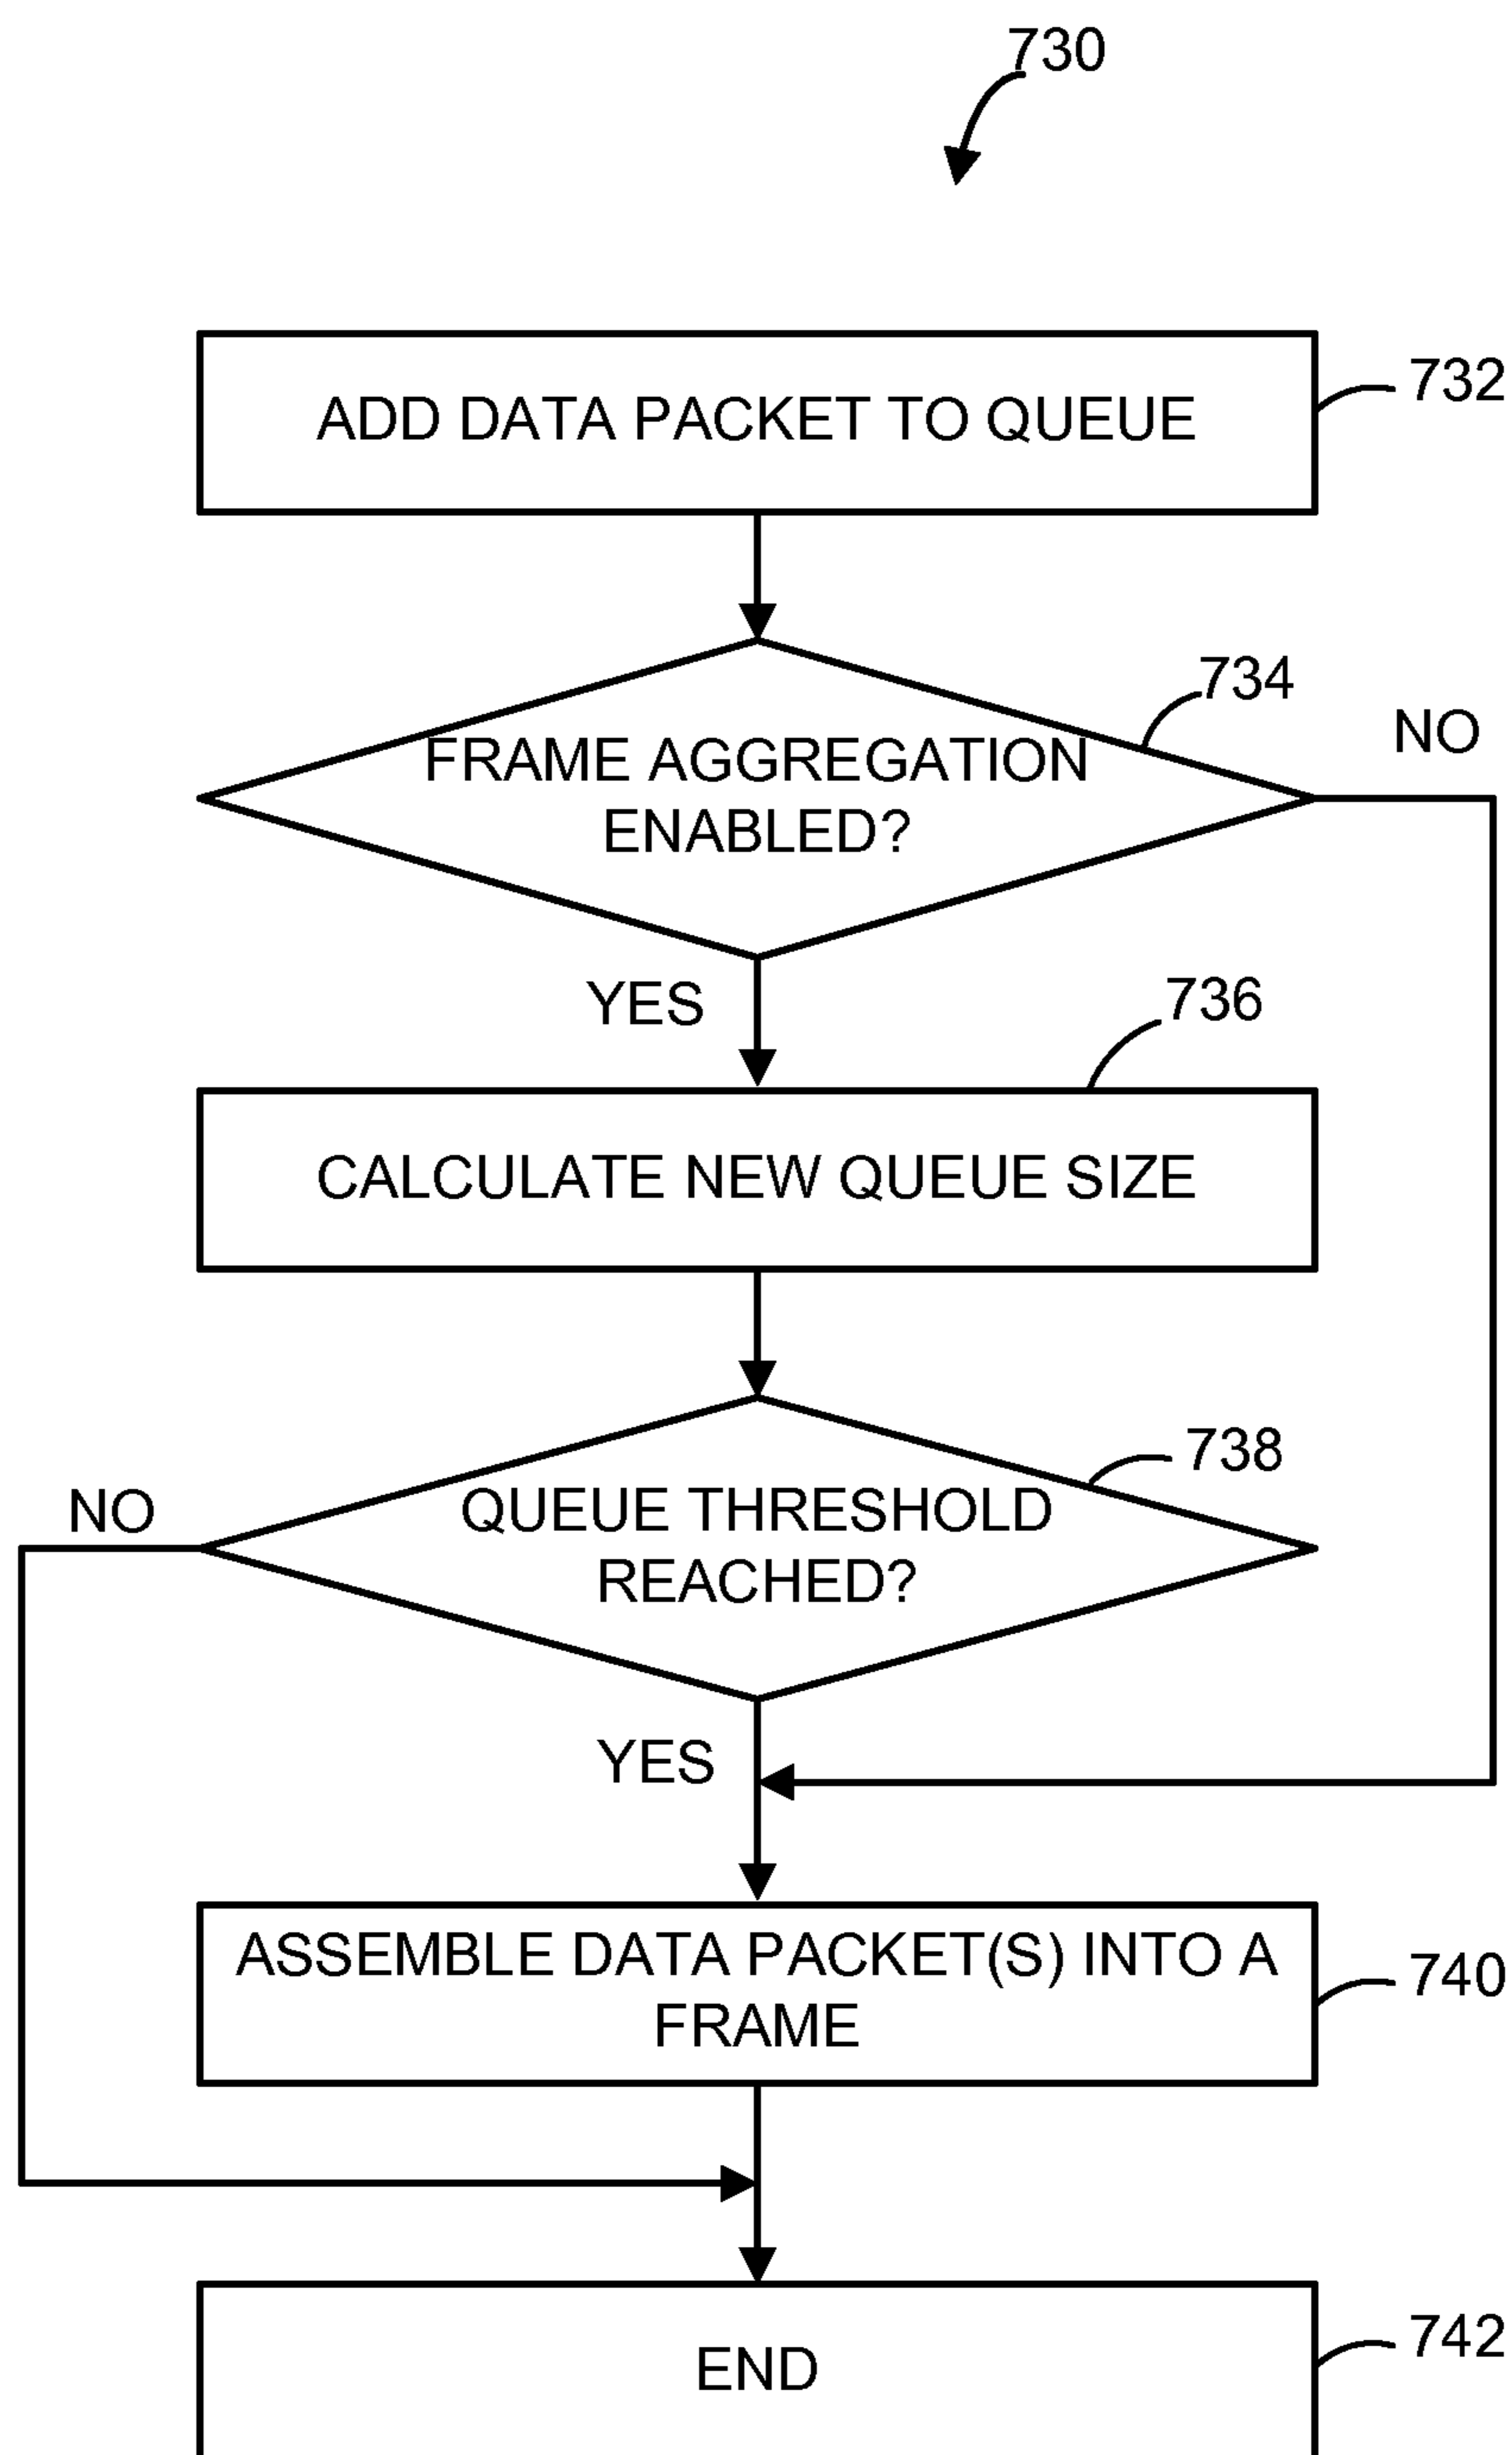 730
ADD DATA PACKET TO QUEUE
732
734
NO
FRAME AGGREGATION
ENABLED?
YES
736
CALCULATE NEW QUEUE SIZE
738
NO
QUEUE THRESHOLD
REACHED?
YES
ASSEMBLE DATA PACKET(S) INTO A
FRAME
740
742
END